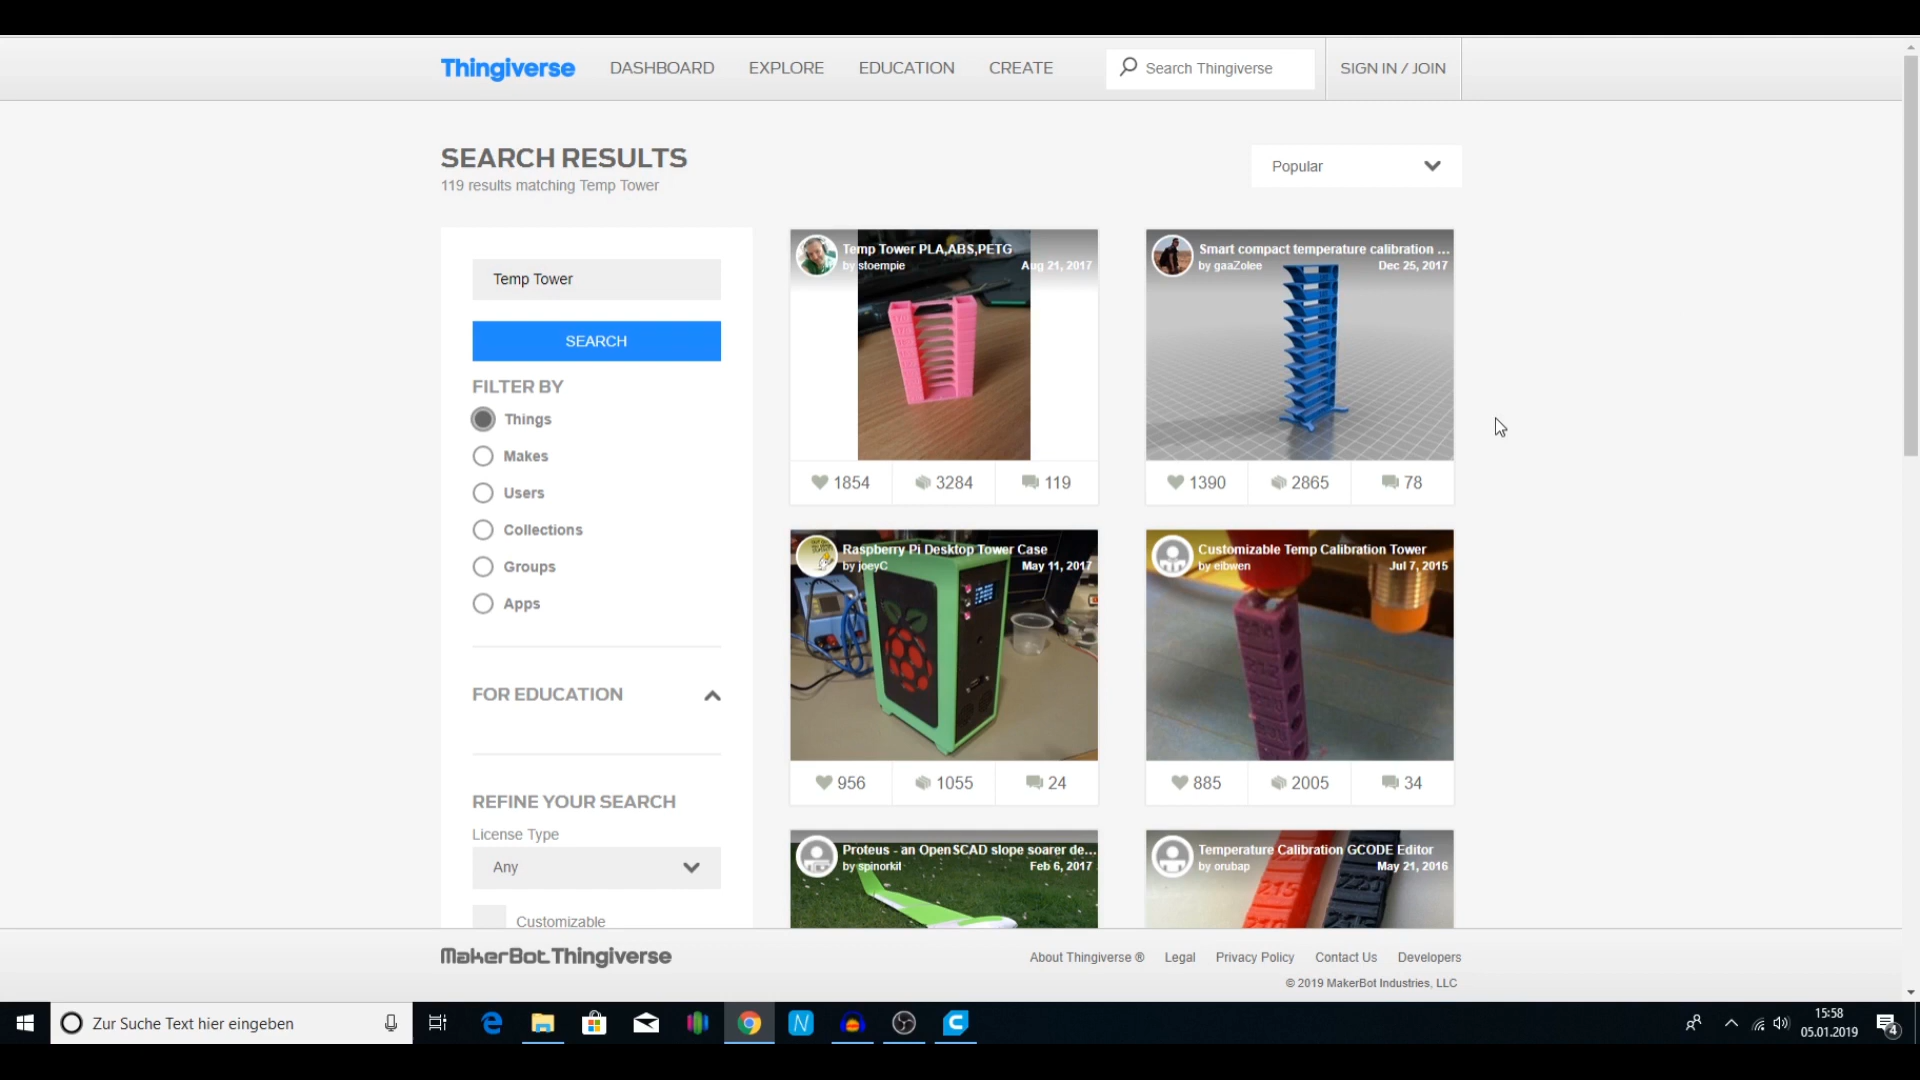 Thingiverse
DASHBOARD
EXPLORE
EDUCATION
CREATE
Search Thingiverse
SIGN IN / JOIN
SEARCH RESULTS
119 results matching Temp Tower
Popular
Temp Tower
SEARCH
FILTER BY
Things
Makes
Users
Collections
Groups
Apps
FOR EDUCATION
REFINE YOUR SEARCH
License Type
Any
Customizable
Temp Tower PLA,ABS,PETG
by stoempie
Aug 21, 2017
1854
3284
119
Smart compact temperature calibration ...
by gaaZolee
Dec 25, 2017
1390
2865
78
Raspberry Pi Desktop Tower Case
by joeyC
May 11, 2017
956
1055
24
Customizable Temp Calibration Tower
by eibwen
Jul 7, 2015
885
2005
34
Proteus - an OpenSCAD slope soarer de...
by spinorkit
Feb 6, 2017
Temperature Calibration GCODE Editor
by orubap
May 21, 2016
215
220
MakerBot Thingiverse
About Thingiverse ®
Legal
Privacy Policy
Contact Us
Developers
© 2019 MakerBot Industries, LLC
Zur Suche Text hier eingeben
15:58
05.01.2019
4